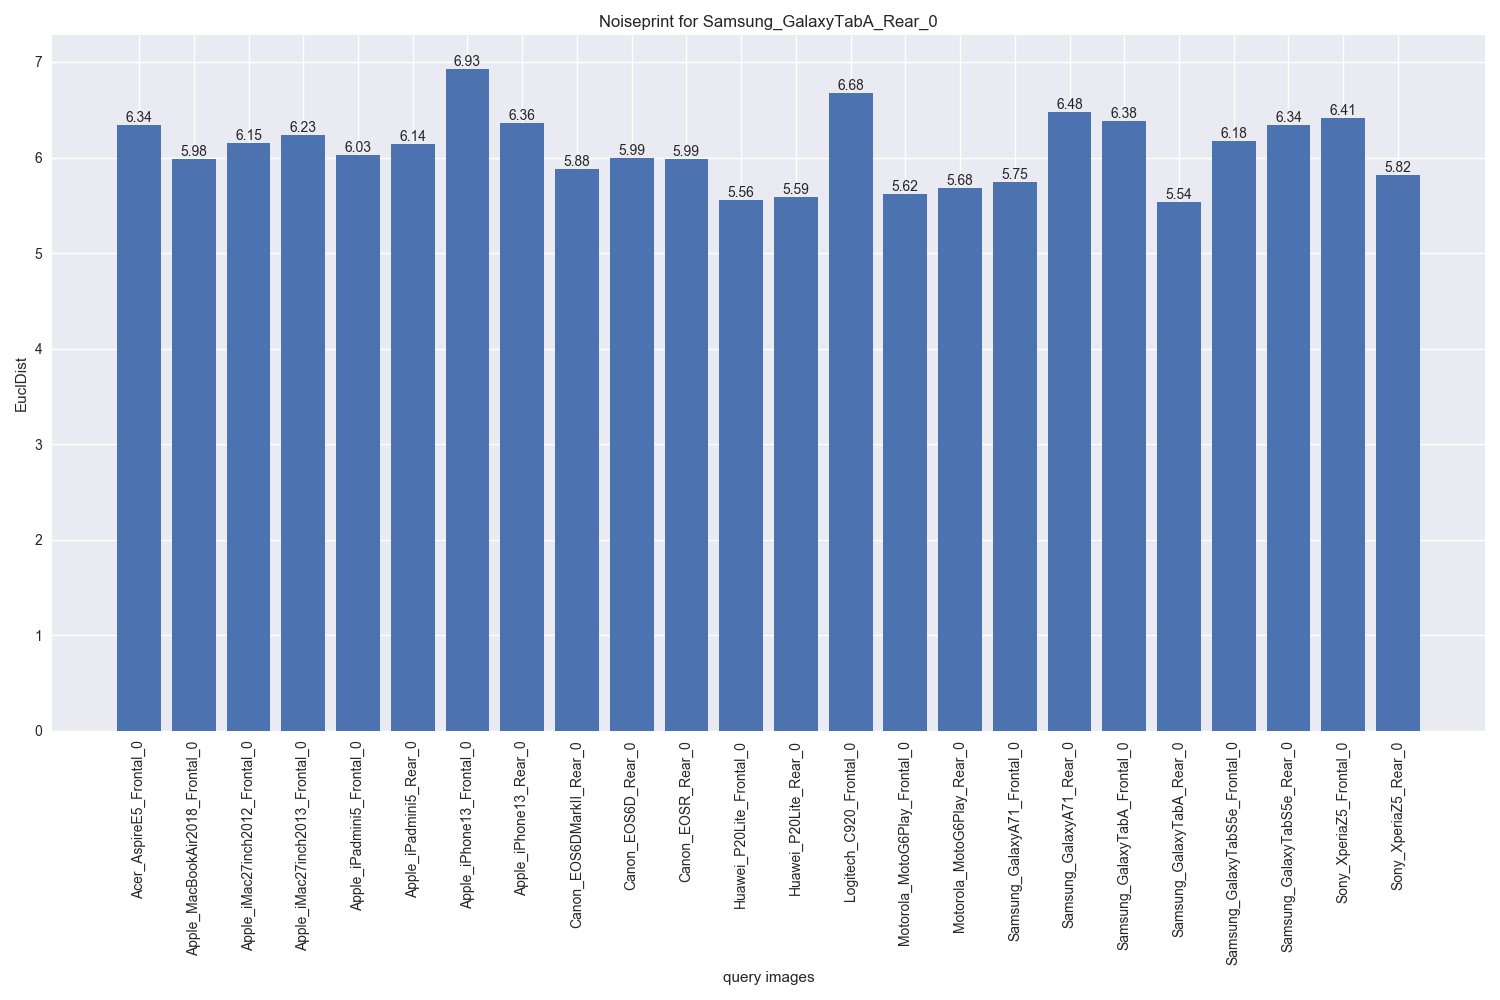 Noiseprint for Samsung_GalaxyTabA_Rear_0
EuclDist
7
6
5
4
3
2
1
0
6.34
5.98
6.15
6.23
6.03
6.14
6.93
6.36
5.88
5.99
5.99
5.56
5.59
6.68
5.62
5.68
5.75
6.48
6.38
5.54
6.18
6.34
6.41
5.82
Acer_AspireE5_Frontal_0
Apple_MacBookAir2018_Frontal_0
Apple_iMac27inch2012_Frontal_0
Apple_iMac27inch2013_Frontal_0
Apple_iPadmini5_Frontal_0
Apple_iPadmini5_Rear_0
Apple_iPhone13_Frontal_0
Apple_iPhone13_Rear_0
Canon_EOS6DMarkII_Rear_0
Canon_EOS6D_Rear_0
Canon_EOSR_Rear_0
Huawei_P20Lite_Frontal_0
Huawei_P20Lite_Rear_0
Logitech_C920_Frontal_0
Motorola_MotoG6Play_Frontal_0
Motorola_MotoG6Play_Rear_0
Samsung_GalaxyA71_Frontal_0
Samsung_GalaxyA71_Rear_0
Samsung_GalaxyTabA_Frontal_0
Samsung_GalaxyTabA_Rear_0
Samsung_GalaxyTabS5e_Frontal_0
Samsung_GalaxyTabS5e_Rear_0
Sony_XperiaZ5_Frontal_0
Sony_XperiaZ5_Rear_0
query images